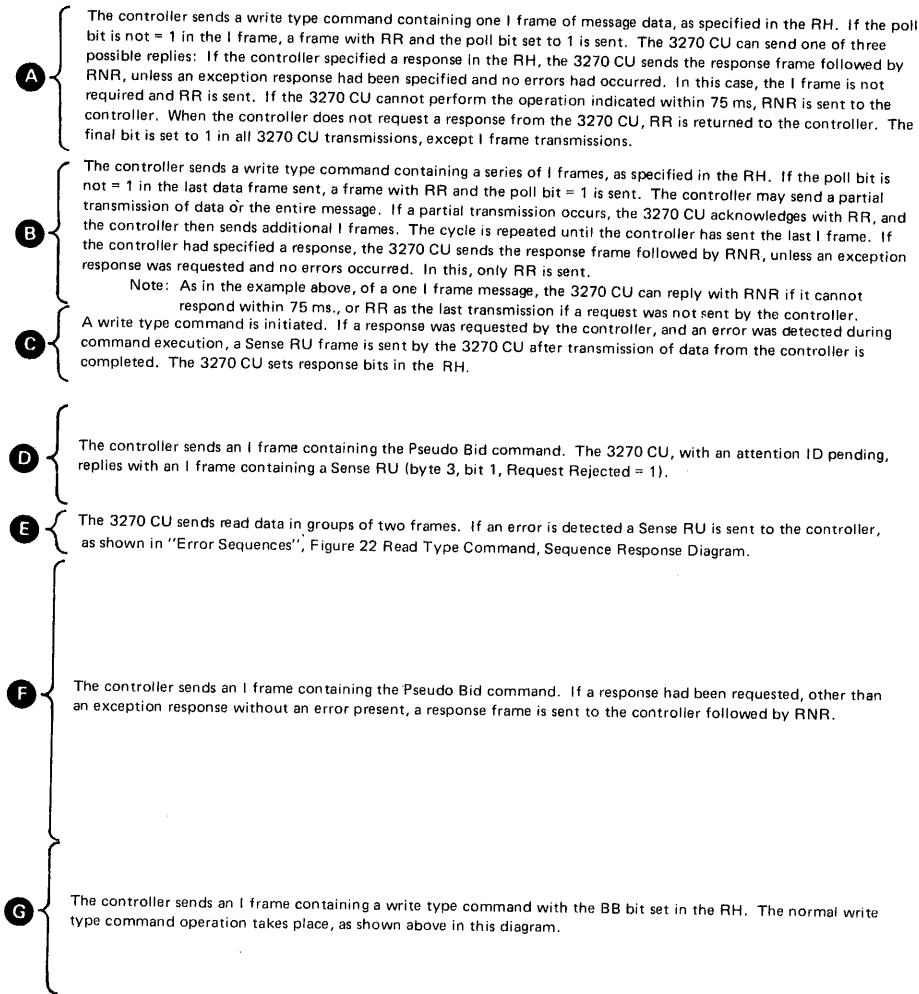 The controller sends a write type command containing one I frame of message data, as specified in the RH. If the poll
bit is not = 1 in the I frame, a frame with RR and the poll bit set to 1 is sent. The 3270 CU can send one of three
possible replies: If the controller specified a response in the RH, the 3270 CU sends the response frame followed by
A
RNR, unless an exception response had been specified and no errors had occurred. In this case, the I frame is not
required and RR is sent. If the 3270 CU cannot perform the operation indicated within 75 ms, RNR is sent to the
controller. When the controller does not request a response from the 3270 CU, RR is returned to the controller. The
final bit is set to 1 in all 3270 CU transmissions, except I frame transmissions.
The controller sends a write type command containing a series of I frames, as specified in the RH. If the poll bit is
not = 1 in the last data frame sent, a frame with RR and the poll bit = 1 is sent. The controller may send a partial
transmission of data or the entire message. If a partial transmission occurs, the 3270 CU acknowledges with RR, and
B
the controller then sends additional I frames. The cycle is repeated until the controller has sent the last I frame. If
the controller had specified a response, the 3270 CU sends the response frame followed by RNR, unless an exception
response was requested and no errors occurred. In this, only RR is sent.
Note: As in the example above, of a one I frame message, the 3270 CU can reply with RNR if it cannot
respond within 75 ms., or RR as the last transmission if a request was not sent by the controller.
C
A write type command is initiated. If a response was requested by the controller, and an error was detected during
command execution, a Sense RU frame is sent by the 3270 CU after transmission of data from the controller is
completed. The 3270 CU sets response bits in the RH.
D
The controller sends an I frame containing the Pseudo Bid command. The 3270 CU, with an attention ID pending,
replies with an I frame containing a Sense RU (byte 3, bit 1, Request Rejected = 1).
E
The 3270 CU sends read data in groups of two frames. If an error is detected a Sense RU is sent to the controller,
as shown in "Error Sequences", Figure 22 Read Type Command, Sequence Response Diagram.
F
The controller sends an I frame containing the Pseudo Bid command. If a response had been requested, other than
an exception response without an error present, a response frame is sent to the controller followed by RNR.
G
The controller sends an I frame containing a write type command with the BB bit set in the RH. The normal write
type command operation takes place, as shown above in this diagram.